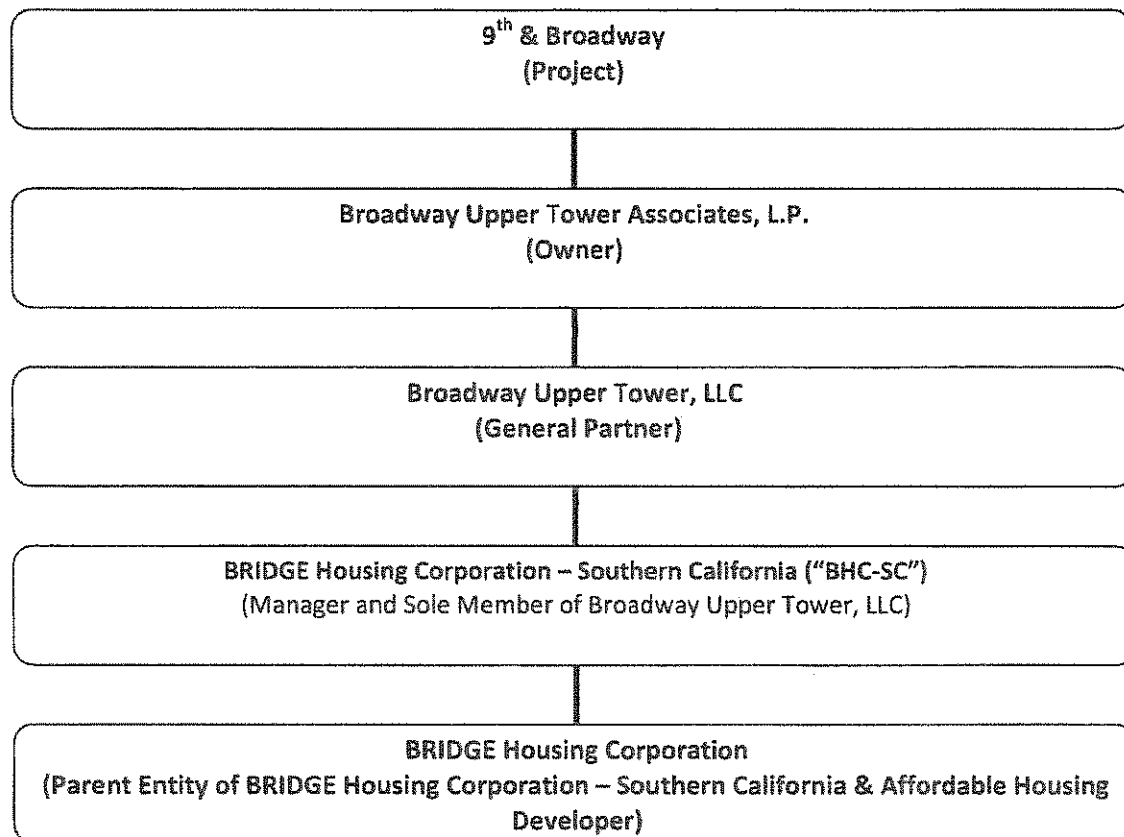 9th & Broadway
(Project)
Broadway Upper Tower Associates, L.P.
(Owner)
Broadway Upper Tower, LLC
(General Partner)
BRIDGE Housing Corporation – Southern California (“BHC-SC”)
(Manager and Sole Member of Broadway Upper Tower, LLC)
BRIDGE Housing Corporation
(Parent Entity of BRIDGE Housing Corporation – Southern California & Affordable Housing
Developer)